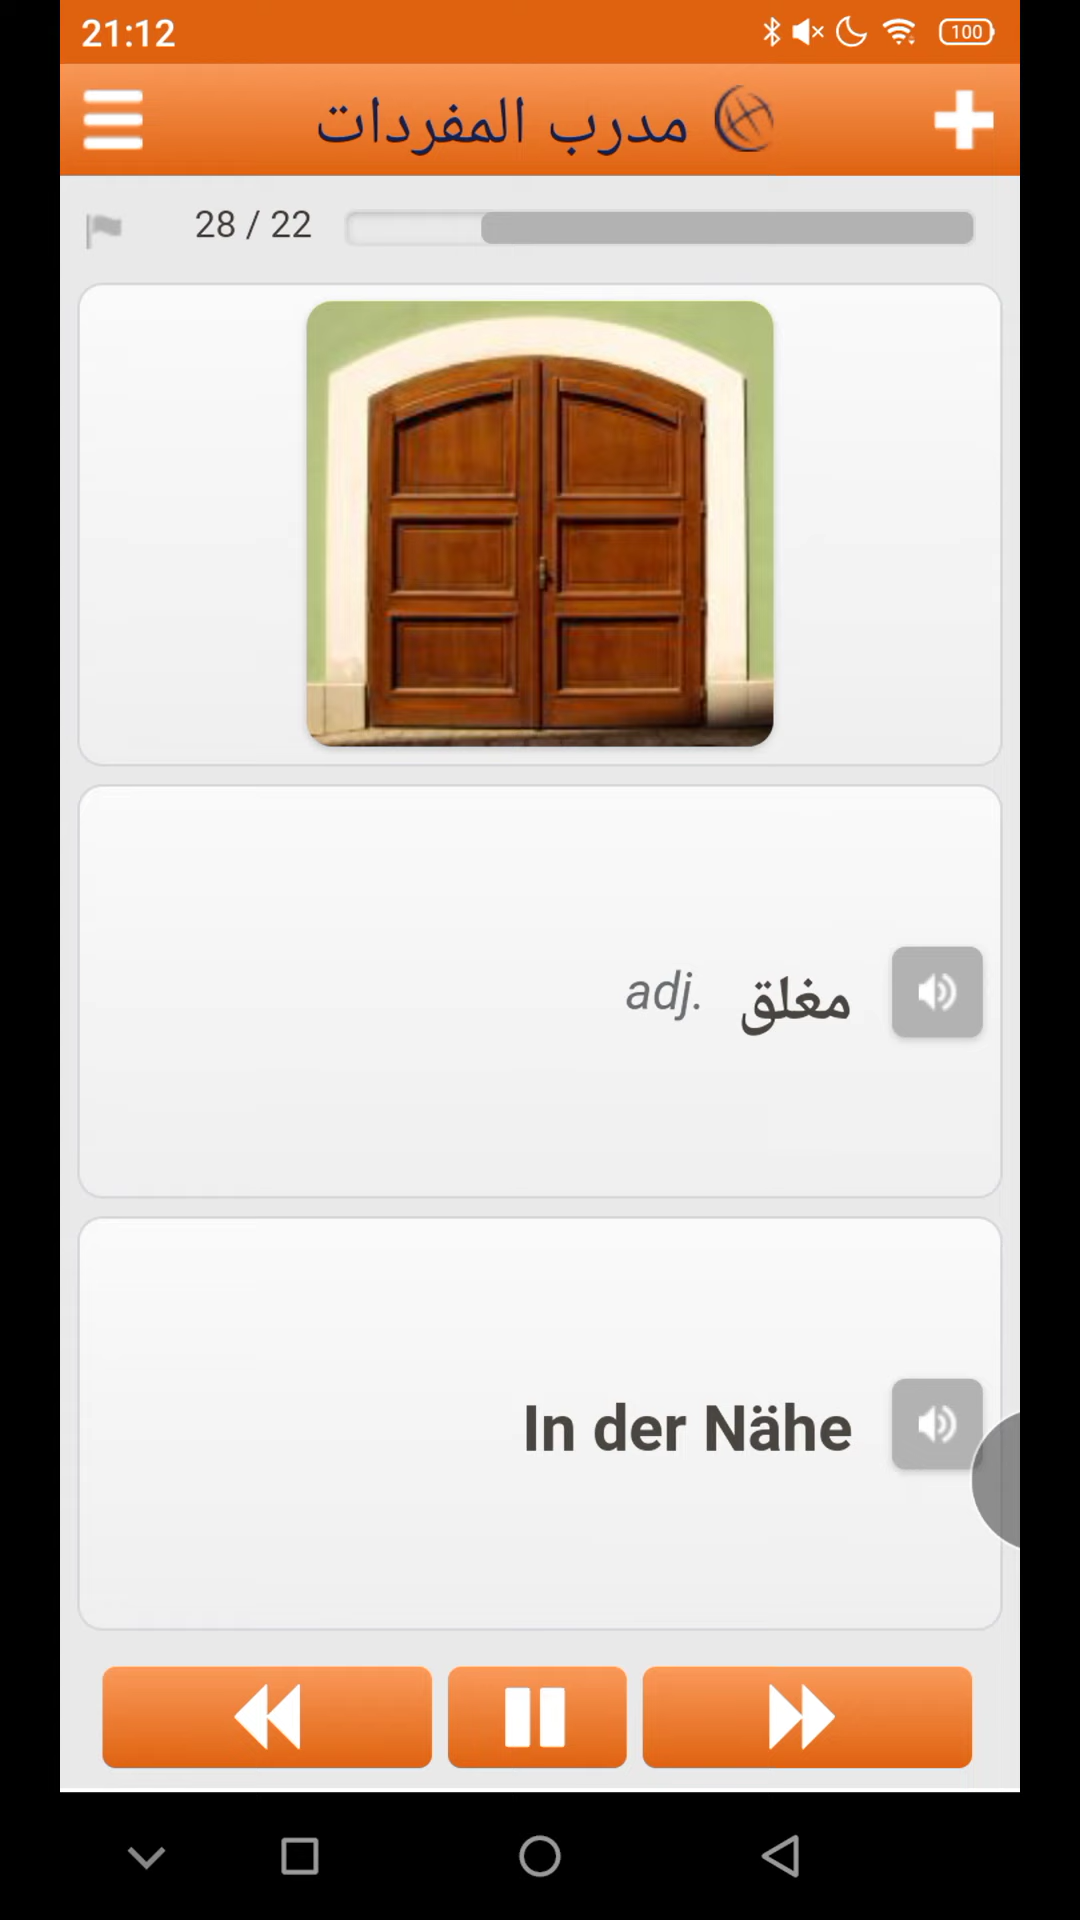 21:12
100
مدرب المفردات
28 / 22
مغلق adj.
In der Nähe